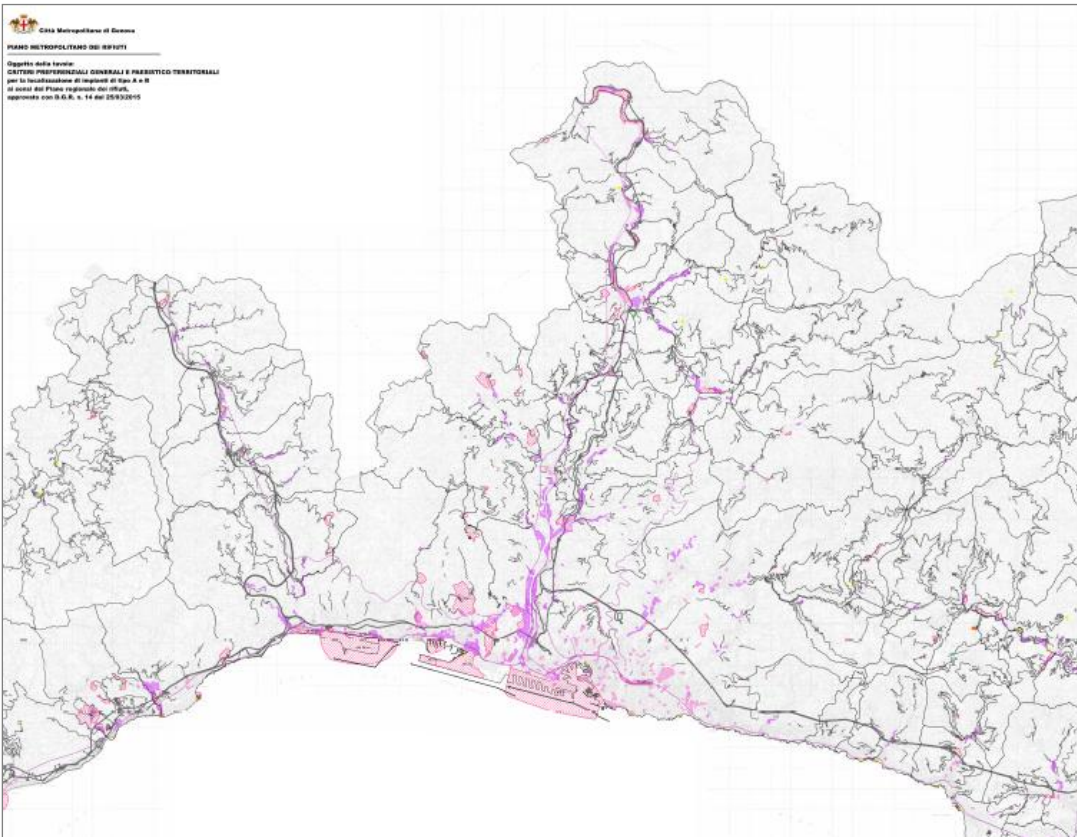 Città Metropolitana di Genova
PIANO METROPOLITANO DEI RIFIUTI
Oggetto della tavola:
CRITERI PREFERENZIALI GENERALI E PAESISTICO-TERRITORIALI
per la localizzazione di impianti di tipo A e B
ai sensi del Piano regionale dei rifiuti,
approvato con D.C.R. n. 14 del 25/03/2015